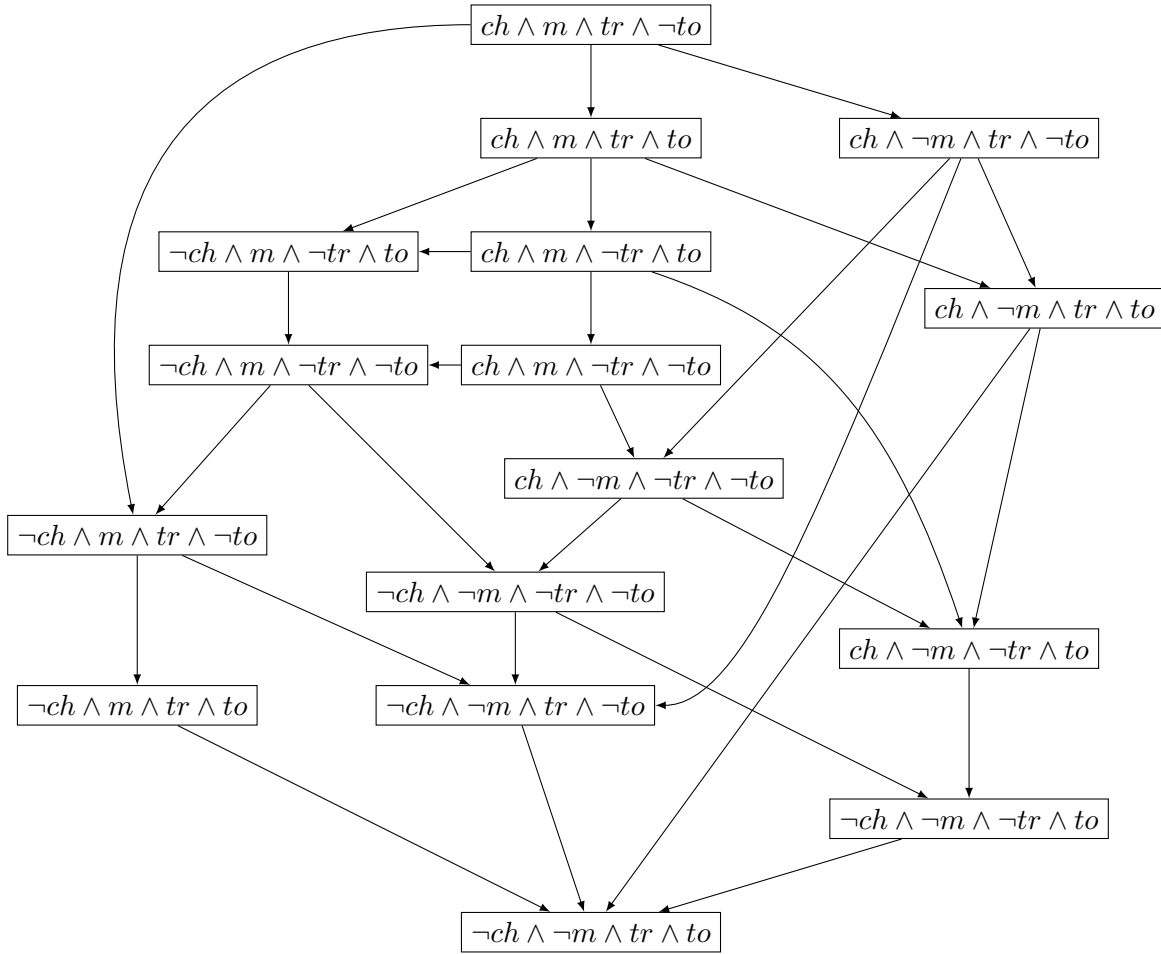 ch ∧ m ∧ tr ∧ ¬to
ch ∧ m ∧ tr ∧ to
ch ∧ ¬m ∧ tr ∧ ¬to
¬ch ∧ m ∧ ¬tr ∧ to
ch ∧ m ∧ ¬tr ∧ to
ch ∧ ¬m ∧ tr ∧ to
¬ch ∧ m ∧ ¬tr ∧ ¬to
ch ∧ m ∧ ¬tr ∧ ¬to
ch ∧ ¬m ∧ ¬tr ∧ ¬to
¬ch ∧ m ∧ tr ∧ ¬to
¬ch ∧ ¬m ∧ ¬tr ∧ ¬to
ch ∧ ¬m ∧ ¬tr ∧ to
¬ch ∧ m ∧ tr ∧ to
¬ch ∧ ¬m ∧ tr ∧ ¬to
¬ch ∧ ¬m ∧ ¬tr ∧ to
¬ch ∧ ¬m ∧ tr ∧ to